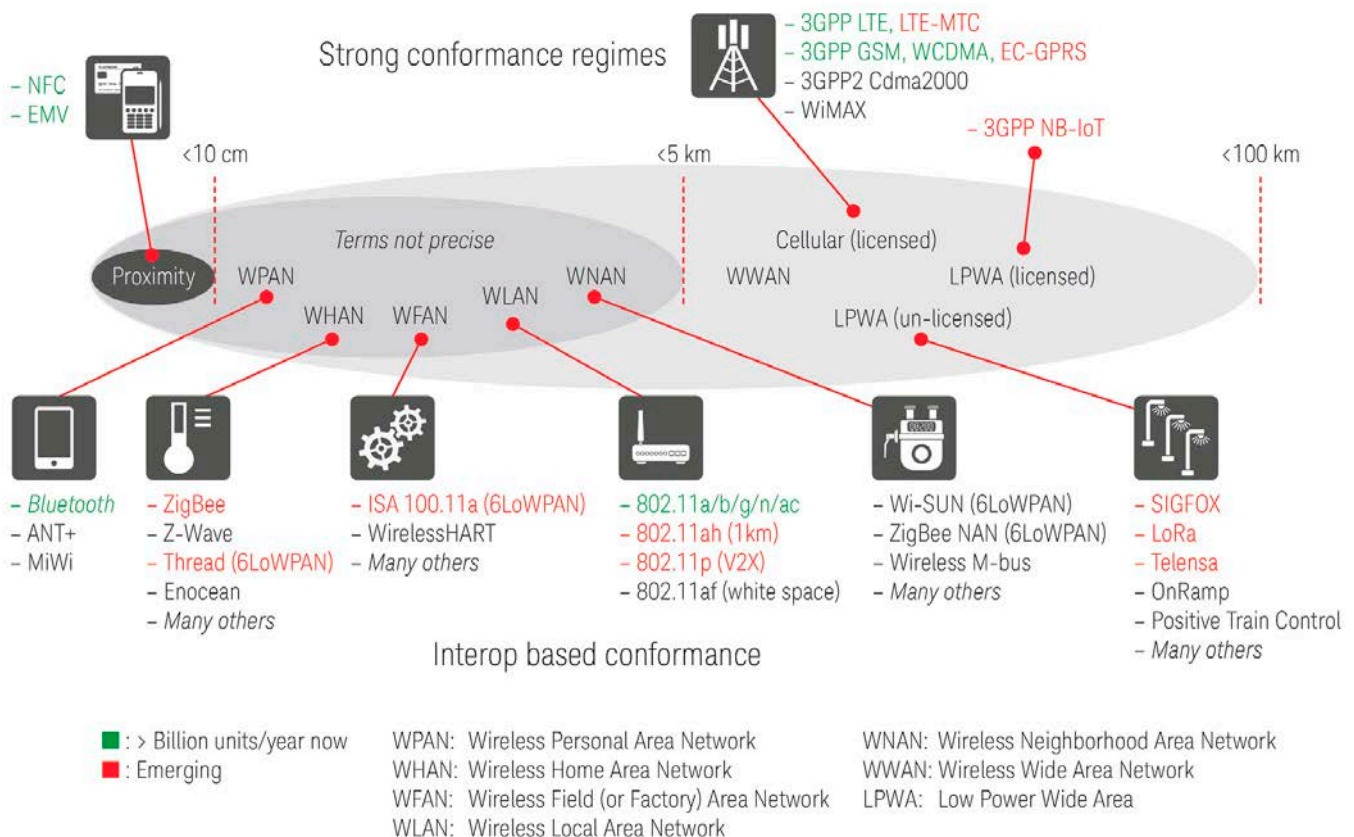 Strong conformance regimes
– NFC
– EMV
– 3GPP LTE, LTE-MTC
– 3GPP GSM, WCDMA, EC-GPRS
– 3GPP2 Cdma2000
– WiMAX
– 3GPP NB-IoT
<10 cm
<5 km
<100 km
Terms not precise
Cellular (licensed)
Proximity
WPAN
WHAN
WFAN
WLAN
WNAN
WWAN
LPWA (licensed)
LPWA (un-licensed)
– Bluetooth
– ANT+
– MiWi
– ZigBee
– Z-Wave
– Thread (6LoWPAN)
– Enocean
– Many others
– ISA 100.11a (6LoWPAN)
– WirelessHART
– Many others
– 802.11a/b/g/n/ac
– 802.11ah (1km)
– 802.11p (V2X)
– 802.11af (white space)
– Wi-SUN (6LoWPAN)
– ZigBee NAN (6LoWPAN)
– Wireless M-bus
– Many others
– SIGFOX
– LoRa
– Telensa
– OnRamp
– Positive Train Control
– Many others
Interop based conformance
: > Billion units/year now
: Emerging
WPAN: Wireless Personal Area Network
WHAN: Wireless Home Area Network
WFAN: Wireless Field (or Factory) Area Network
WLAN: Wireless Local Area Network
WNAN: Wireless Neighborhood Area Network
WWAN: Wireless Wide Area Network
LPWA: Low Power Wide Area